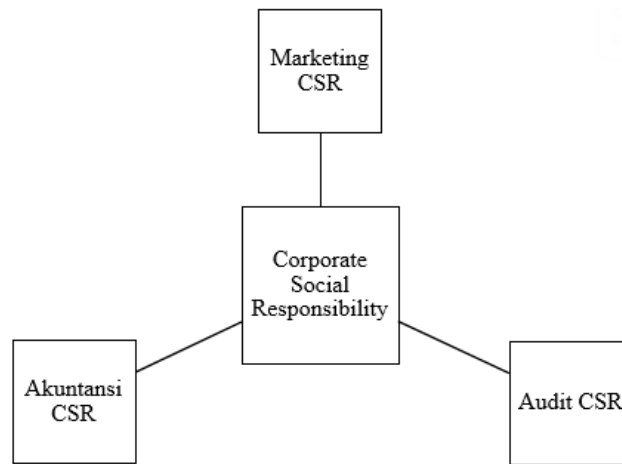 Marketing
CSR
Corporate
Social
Responsibility
Akuntansi
CSR
Audit CSR